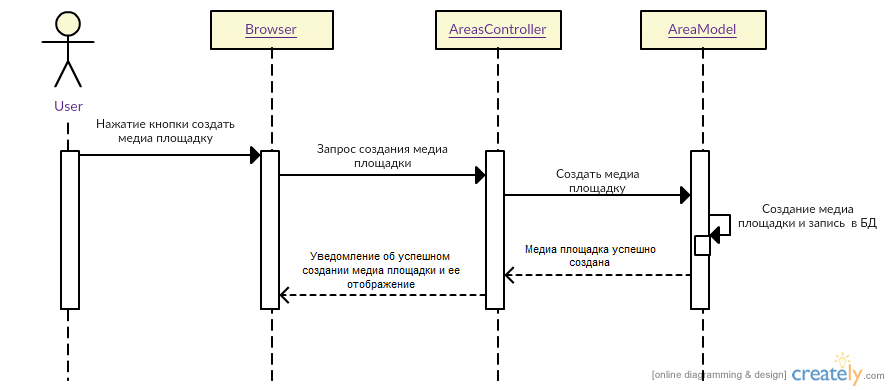 Browser
AreasController
AreaModel
User
Нажатие кнопки создать
медиа площадку
Запрос создания медиа
площадки
Создать медиа
площадку
Создание медиа
площадки и запись в БД
Медиа площадка успешно
создана
Уведомление об успешном
создании медиа площадки и ее
отображение
[online diagramming & design] creately.com